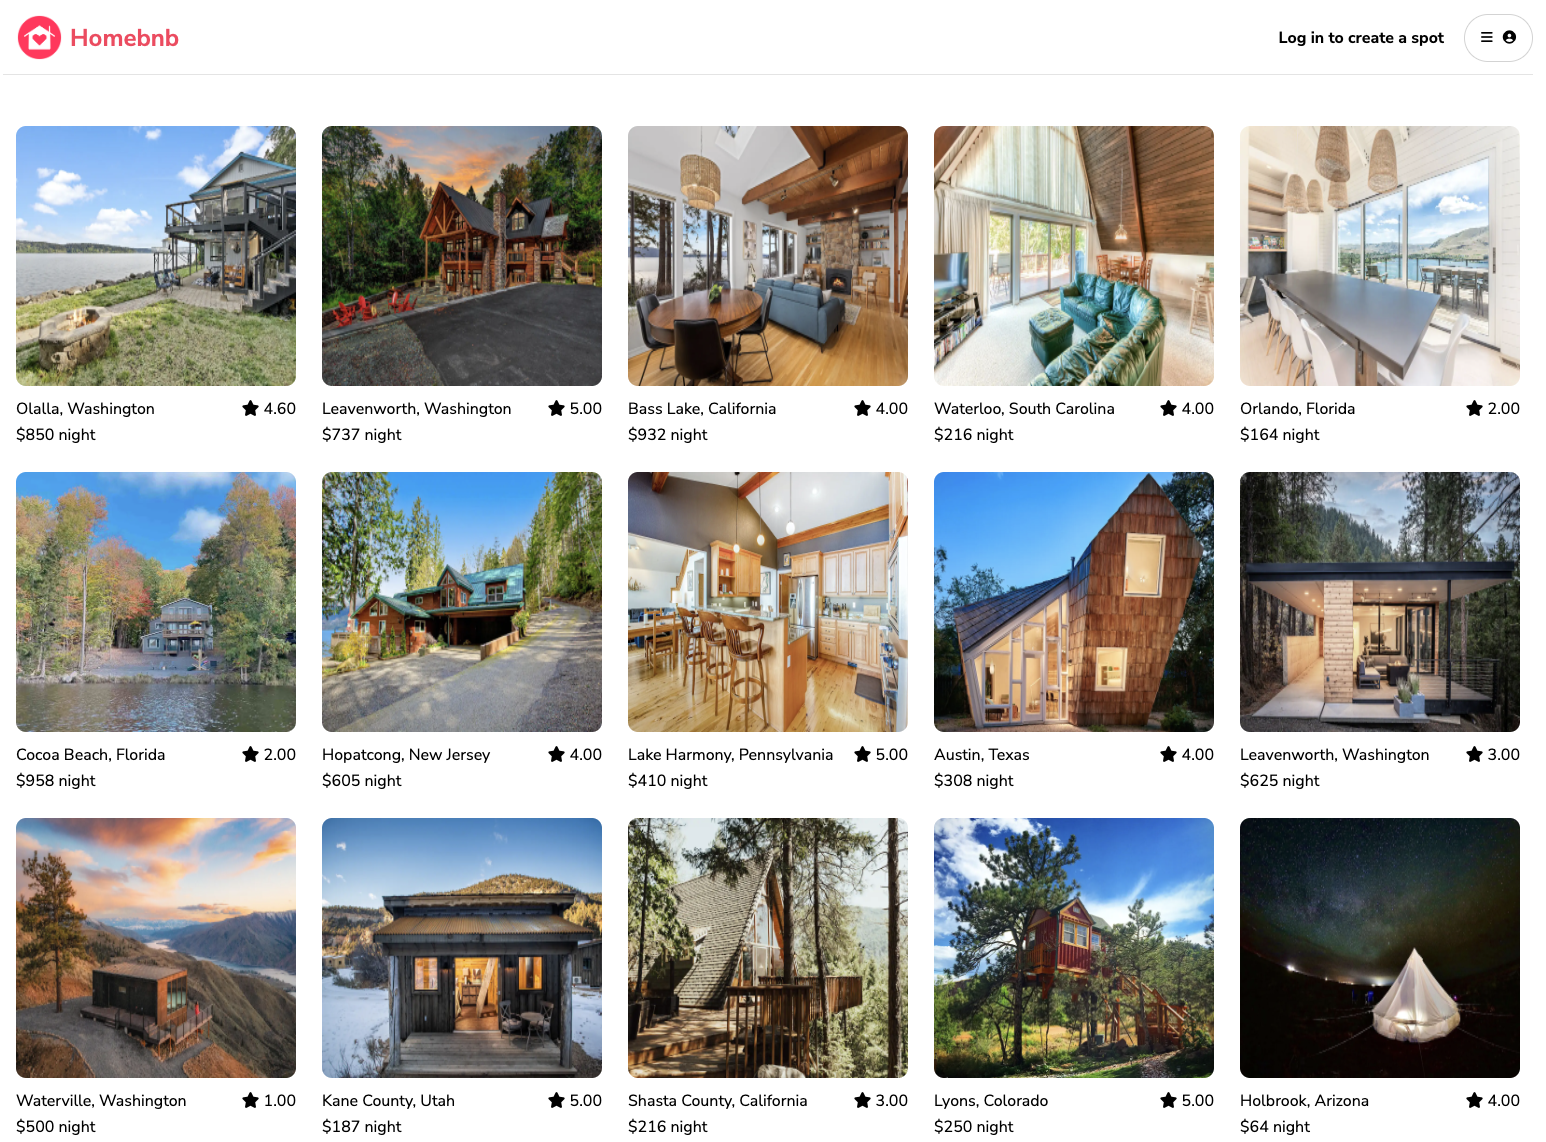 Homebnb
Log in to create a spot
Olalla, Washington 4.60
$850 night
Leavenworth, Washington 5.00
$737 night
Bass Lake, California 4.00
$932 night
Waterloo, South Carolina 4.00
$216 night
Orlando, Florida 2.00
$164 night
Cocoa Beach, Florida 2.00
$958 night
Hopatcong, New Jersey 4.00
$605 night
Lake Harmony, Pennsylvania 5.00
$410 night
Austin, Texas 4.00
$308 night
Leavenworth, Washington 3.00
$625 night
Waterville, Washington 1.00
$500 night
Kane County, Utah 5.00
$187 night
Shasta County, California 3.00
$216 night
Lyons, Colorado 5.00
$250 night
Holbrook, Arizona 4.00
$64 night